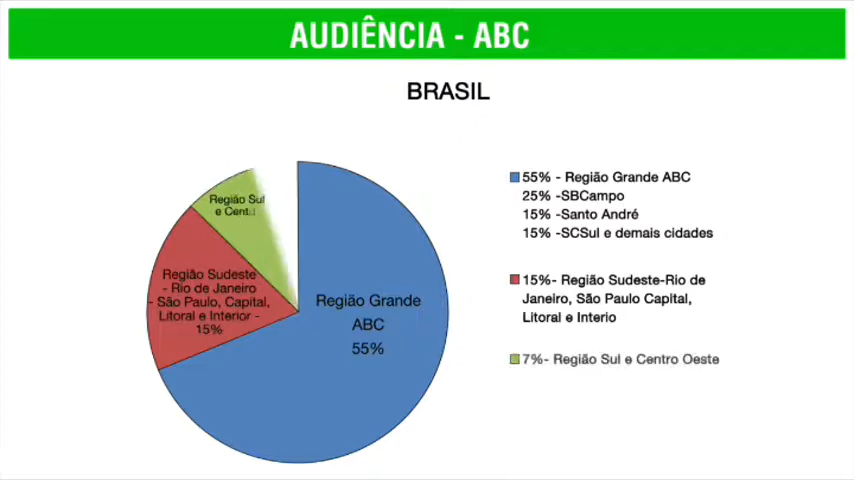 AUDIÊNCIA - ABC
BRASIL
Região Sul
e Centu
Região Sudeste
- Rio de Janeiro
- São Paulo, Capital,
Litoral e Interior -
15%
Região Grande
ABC
55%
55% - Região Grande ABC
25% -SBCampo
15% -Santo André
15% -SCSul e demais cidades
15%- Região Sudeste-Rio de
Janeiro, São Paulo Capital,
Litoral e Interio
7%- Região Sul e Centro Oeste